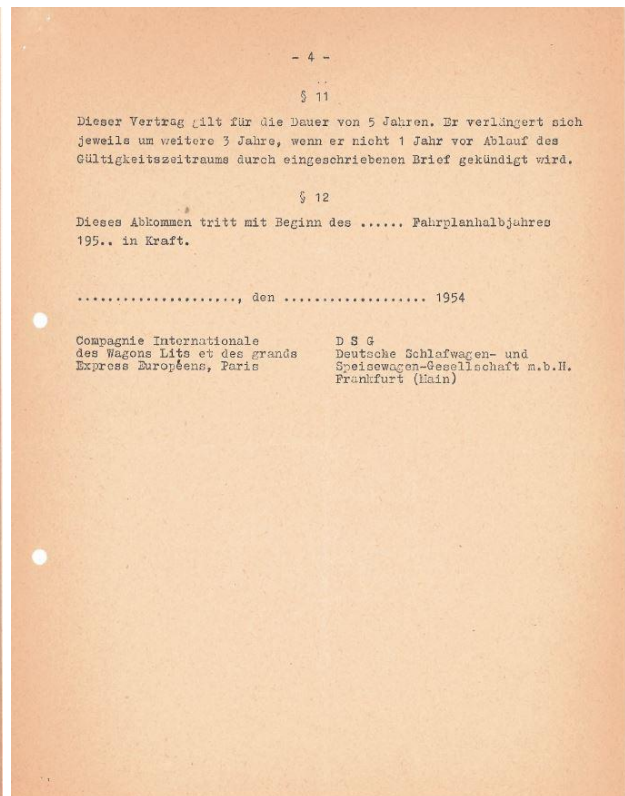 - 4 -
§ 11
Dieser Vertrag gilt für die Dauer von 5 Jahren. Er verlängert sich
jeweils um weitere 3 Jahre, wenn er nicht 1 Jahr vor Ablauf des
Gültigkeitszeitraums durch eingeschriebenen Brief gekündigt wird.
§ 12
Dieses Abkommen tritt mit Beginn des ...... Fahrplanhalbjahres
195.. in Kraft.
....................., den ................... 1954
Compagnie Internationale
des Wagons Lits et des grands
Express Européens, Paris
D S G
Deutsche Schlafwagen- und
Speisewagen-Gesellschaft m.b.H.
Frankfurt (Main)